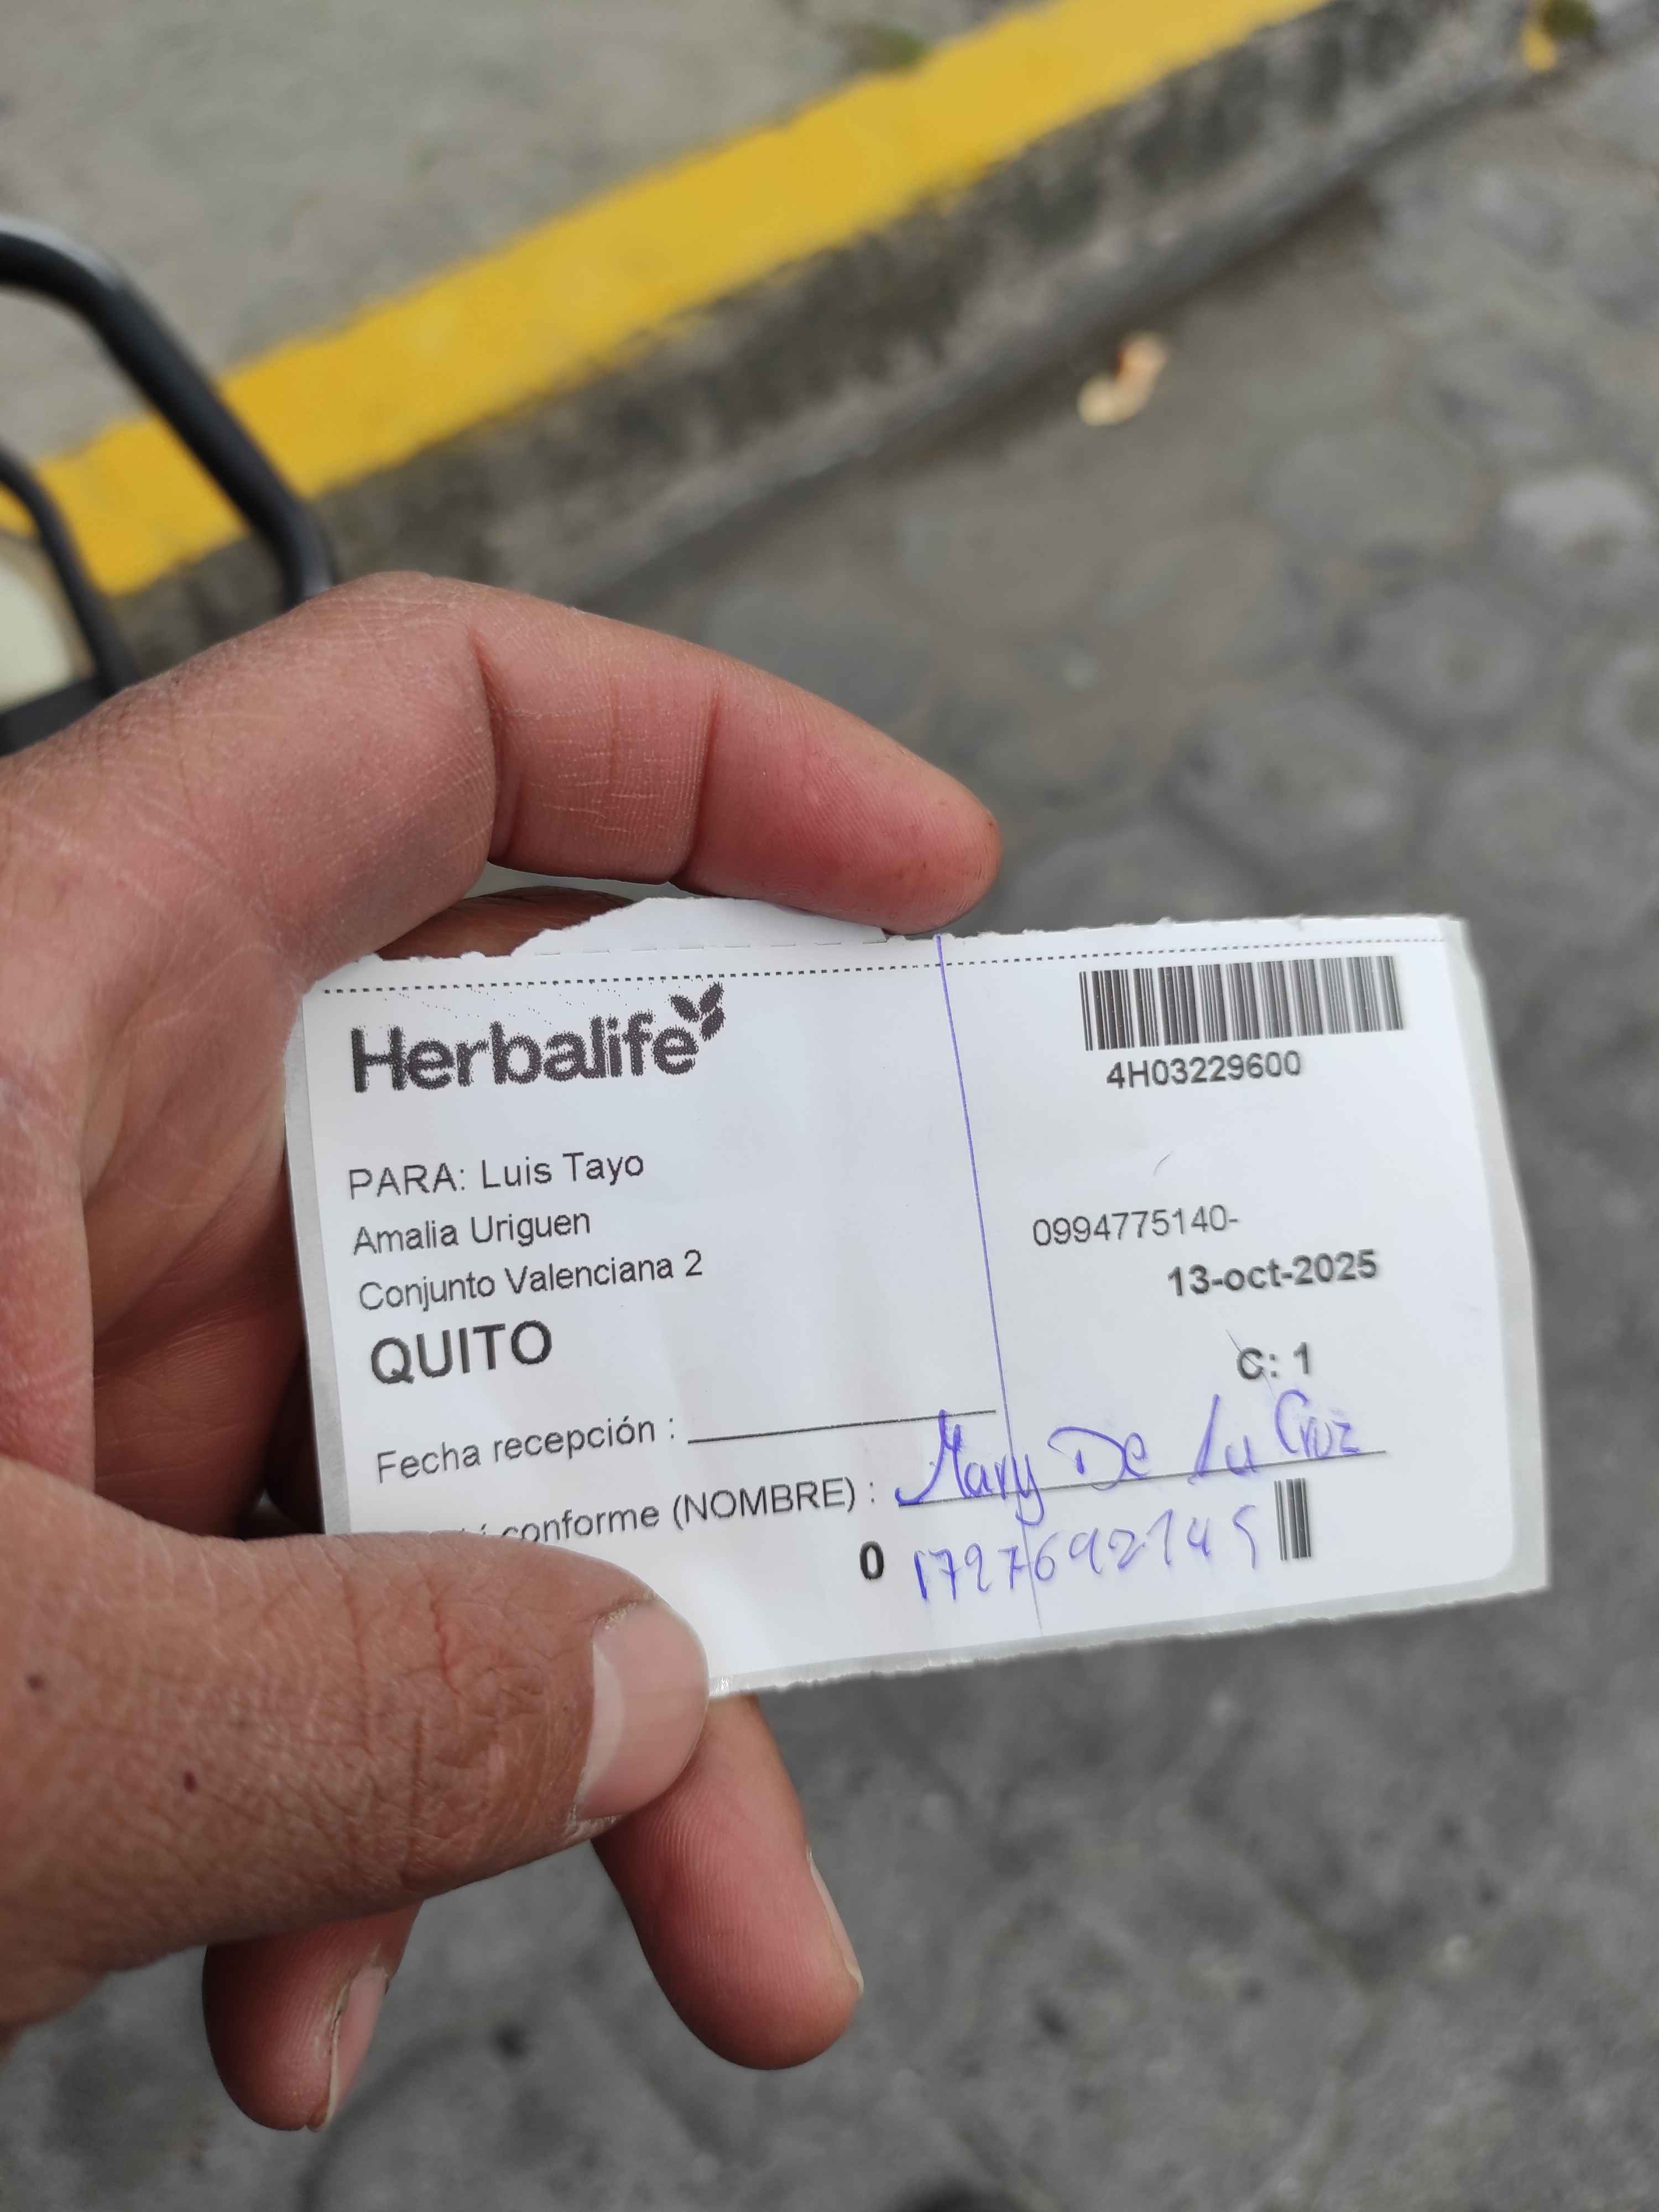 Herbalife
4H03229600
PARA: Luis Tayo
Amalia Uriguen
0994775140-
Conjunto Valenciana 2
13-oct-2025
QUITO
C: 1
Fecha recepción : 
conforme (NOMBRE) : Mary De La Cruz
0